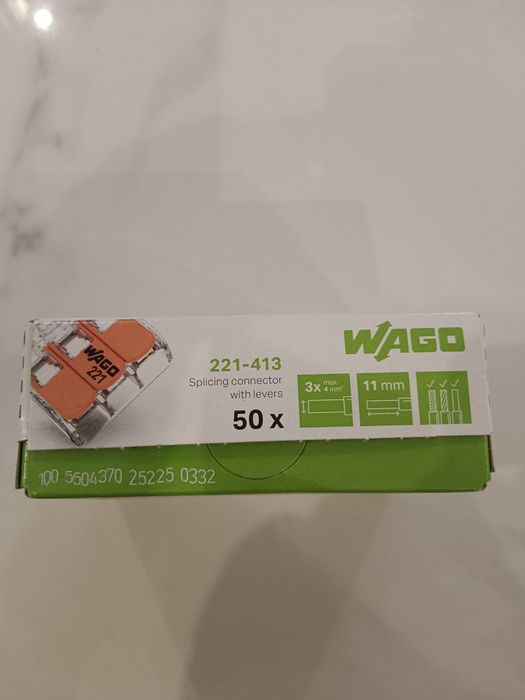 WAGO
221
WAGO
221-413
Splicing connector
with levers
50 x
3x max.
4 mm²
11 mm
100 5504370 25225 0332